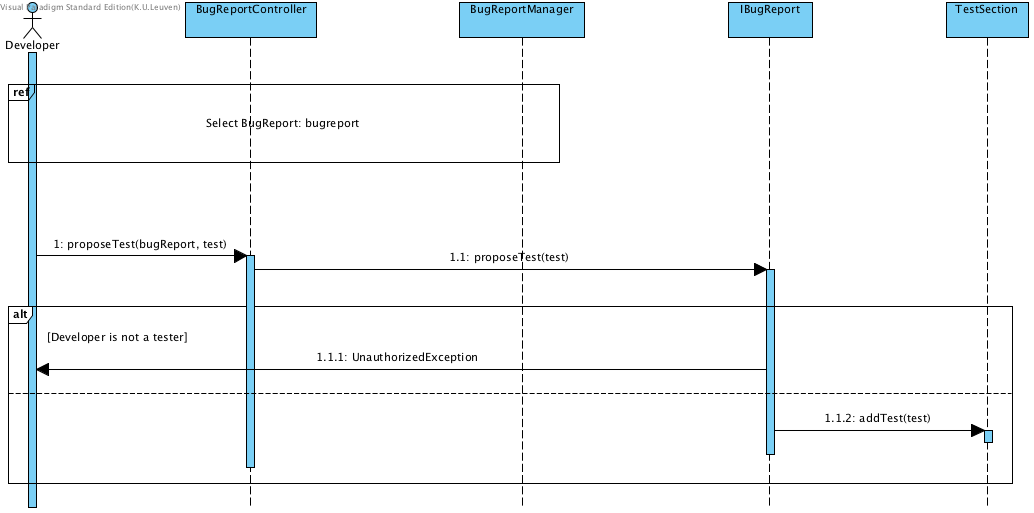 Visual Paradigm Standard Edition(K.U.Leuven)
BugReportController
BugReportManager
IBugReport
TestSection
Developer
ref
Select BugReport: bugreport
1: proposeTest(bugReport, test)
1.1: proposeTest(test)
alt
[Developer is not a tester]
1.1.1: UnauthorizedException
1.1.2: addTest(test)